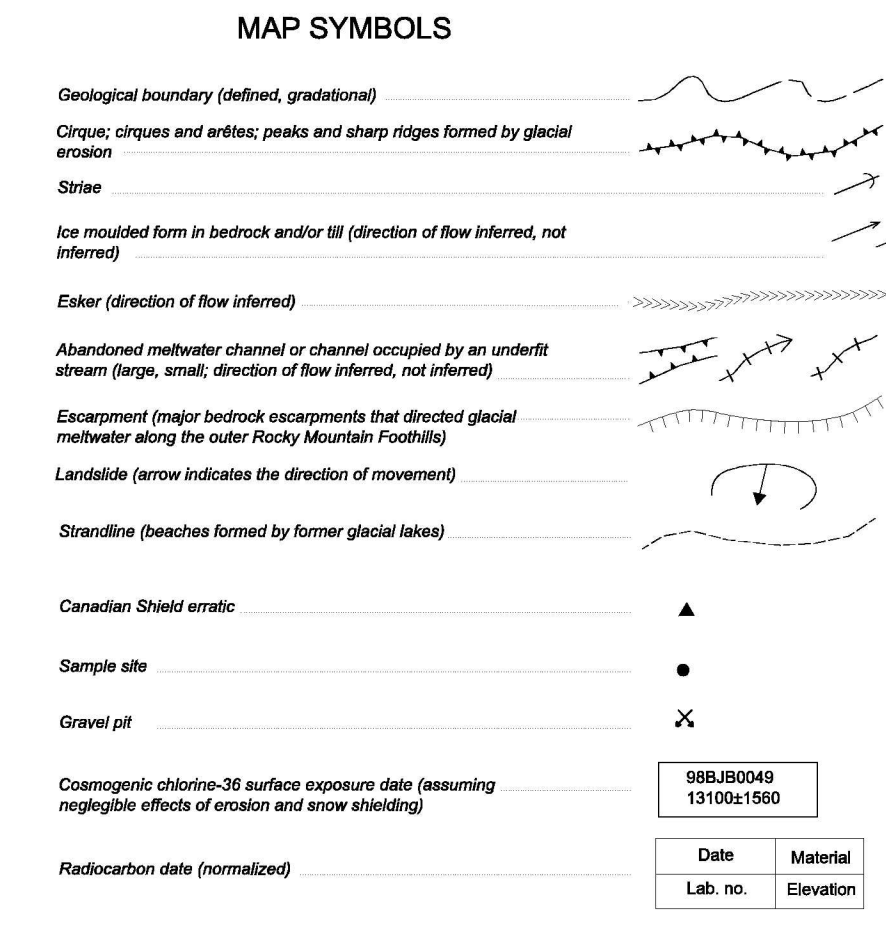 MAP SYMBOLS
Geological boundary (defined, gradational)
Cirque; cirques and arêtes; peaks and sharp ridges formed by glacial
erosion
Striae
Ice moulded form in bedrock and/or till (direction of flow inferred, not
inferred)
Esker (direction of flow inferred)
Abandoned meltwater channel or channel occupied by an underfit
stream (large, small; direction of flow inferred, not inferred)
Escarpment (major bedrock escarpments that directed glacial
meltwater along the outer Rocky Mountain Foothills)
Landslide (arrow indicates the direction of movement)
Strandline (beaches formed by former glacial lakes)
Canadian Shield erratic
Sample site
Gravel pit
Cosmogenic chlorine-36 surface exposure date (assuming
neglegible effects of erosion and snow shielding)
98BJB0049
13100±1560
Radiocarbon date (normalized)
Date Material
Lab. no. Elevation